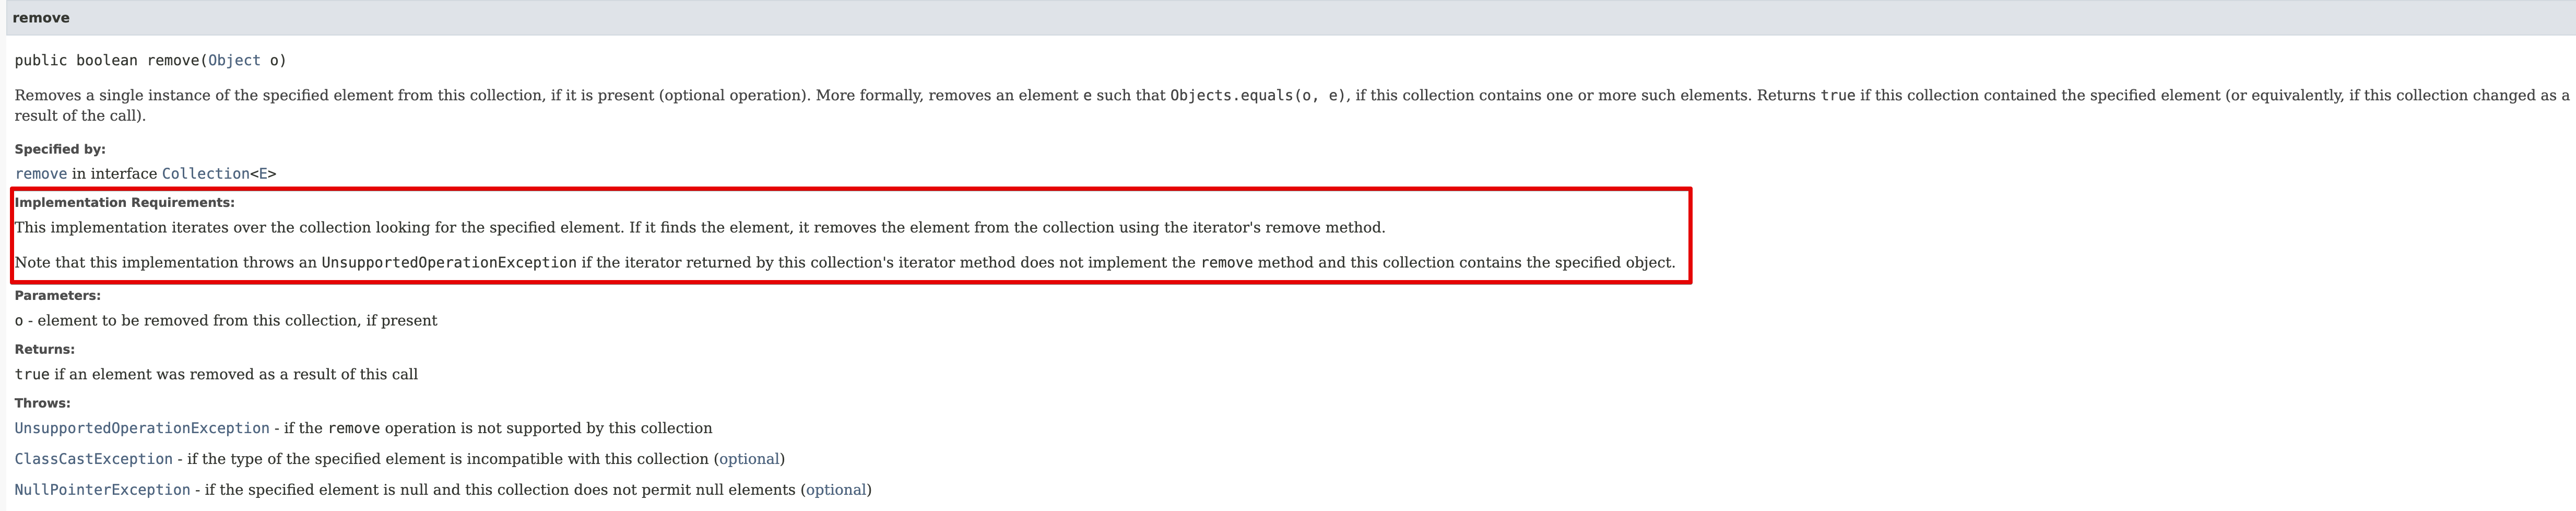 remove
public boolean remove(Object o)
Removes a single instance of the specified element from this collection, if it is present (optional operation). More formally, removes an element e such that Objects.equals(o, e), if this collection contains one or more such elements. Returns true if this collection contained the specified element (or equivalently, if this collection changed as a
result of the call).
Specified by:
remove in interface Collection<E>
Implementation Requirements:
This implementation iterates over the collection looking for the specified element. If it finds the element, it removes the element from the collection using the iterator's remove method.
Note that this implementation throws an UnsupportedOperationException if the iterator returned by this collection's iterator method does not implement the remove method and this collection contains the specified object.
Parameters:
o - element to be removed from this collection, if present
Returns:
true if an element was removed as a result of this call
Throws:
UnsupportedOperationException - if the remove operation is not supported by this collection
ClassCastException - if the type of the specified element is incompatible with this collection (optional)
NullPointerException - if the specified element is null and this collection does not permit null elements (optional)